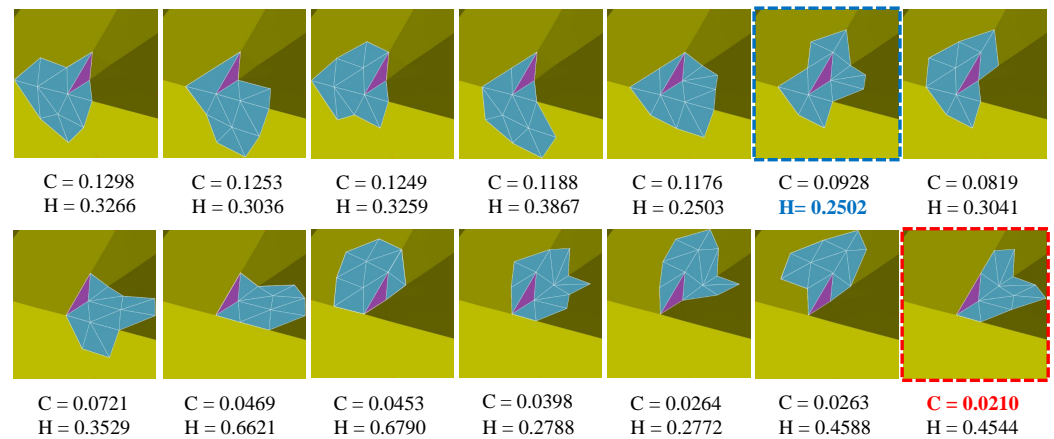 C = 0.1298 C = 0.1253 C = 0.1249 C = 0.1188 C = 0.1176 C = 0.0928 C = 0.0819
H = 0.3266 H = 0.3036 H = 0.3259 H = 0.3867 H = 0.2503 H= 0.2502 H = 0.3041
C = 0.0721 C = 0.0469 C = 0.0453 C = 0.0398 C = 0.0264 C = 0.0263 C = 0.0210
H = 0.3529 H = 0.6621 H = 0.6790 H = 0.2788 H = 0.2772 H = 0.4588 H = 0.4544